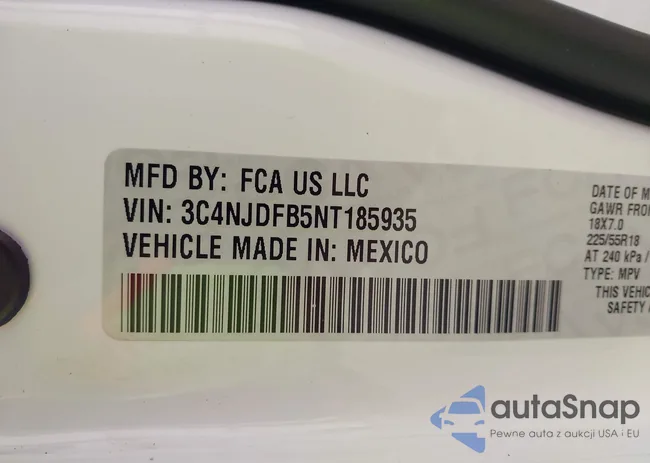 MFD BY: FCA US LLC
VIN: 3C4NJDFB5NT185935
VEHICLE MADE IN: MEXICO
DATE OF M
GAWR FRON
18X7.0
225/55R18
AT 240 kPa /
TYPE: MPV
THIS VEHIC
SAFETY
autaSnap
Pewne auta z aukcji USA i EU